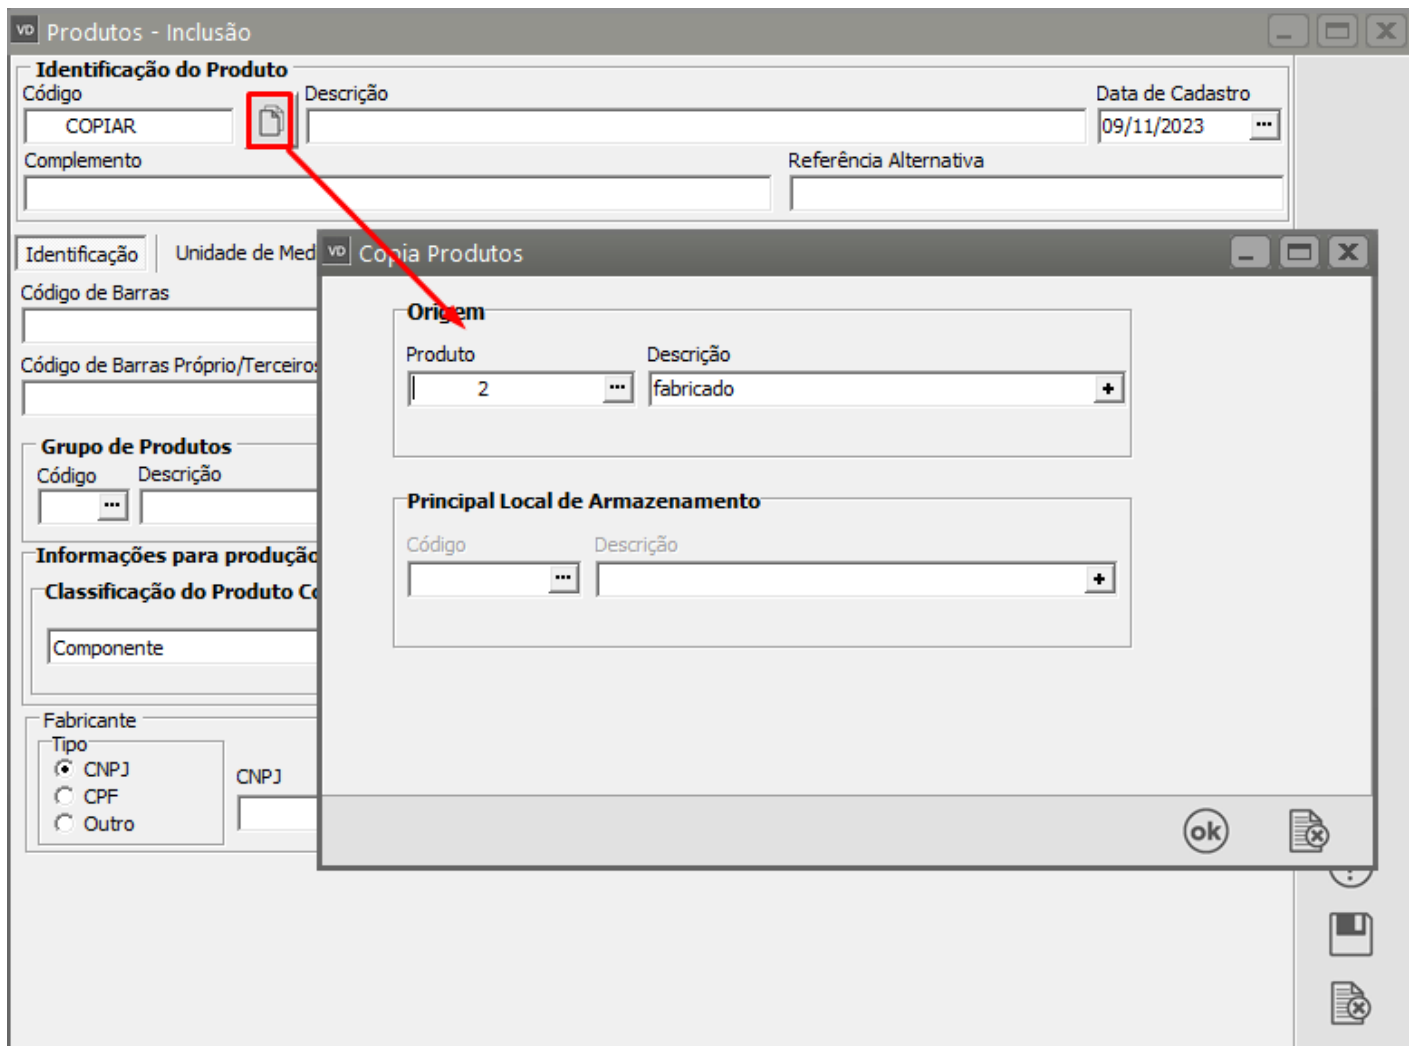 VD Produtos - Inclusão
Identificação do Produto
Código Descrição Data de Cadastro
COPIAR 09/11/2023 ...
Complemento Referência Alternativa
Identificação Unidade de Med
VD Copia Produtos
Código de Barras
Origem
Produto Descrição
Código de Barras Próprio/Terceiros
2 ... fabricado +
Grupo de Produtos
Código Descrição
...
Principal Local de Armazenamento
Código Descrição
... +
Informações para produção
Classificação do Produto Co
Componente
Fabricante
Tipo
CNPJ
CPF
Outro
CNPJ
ok